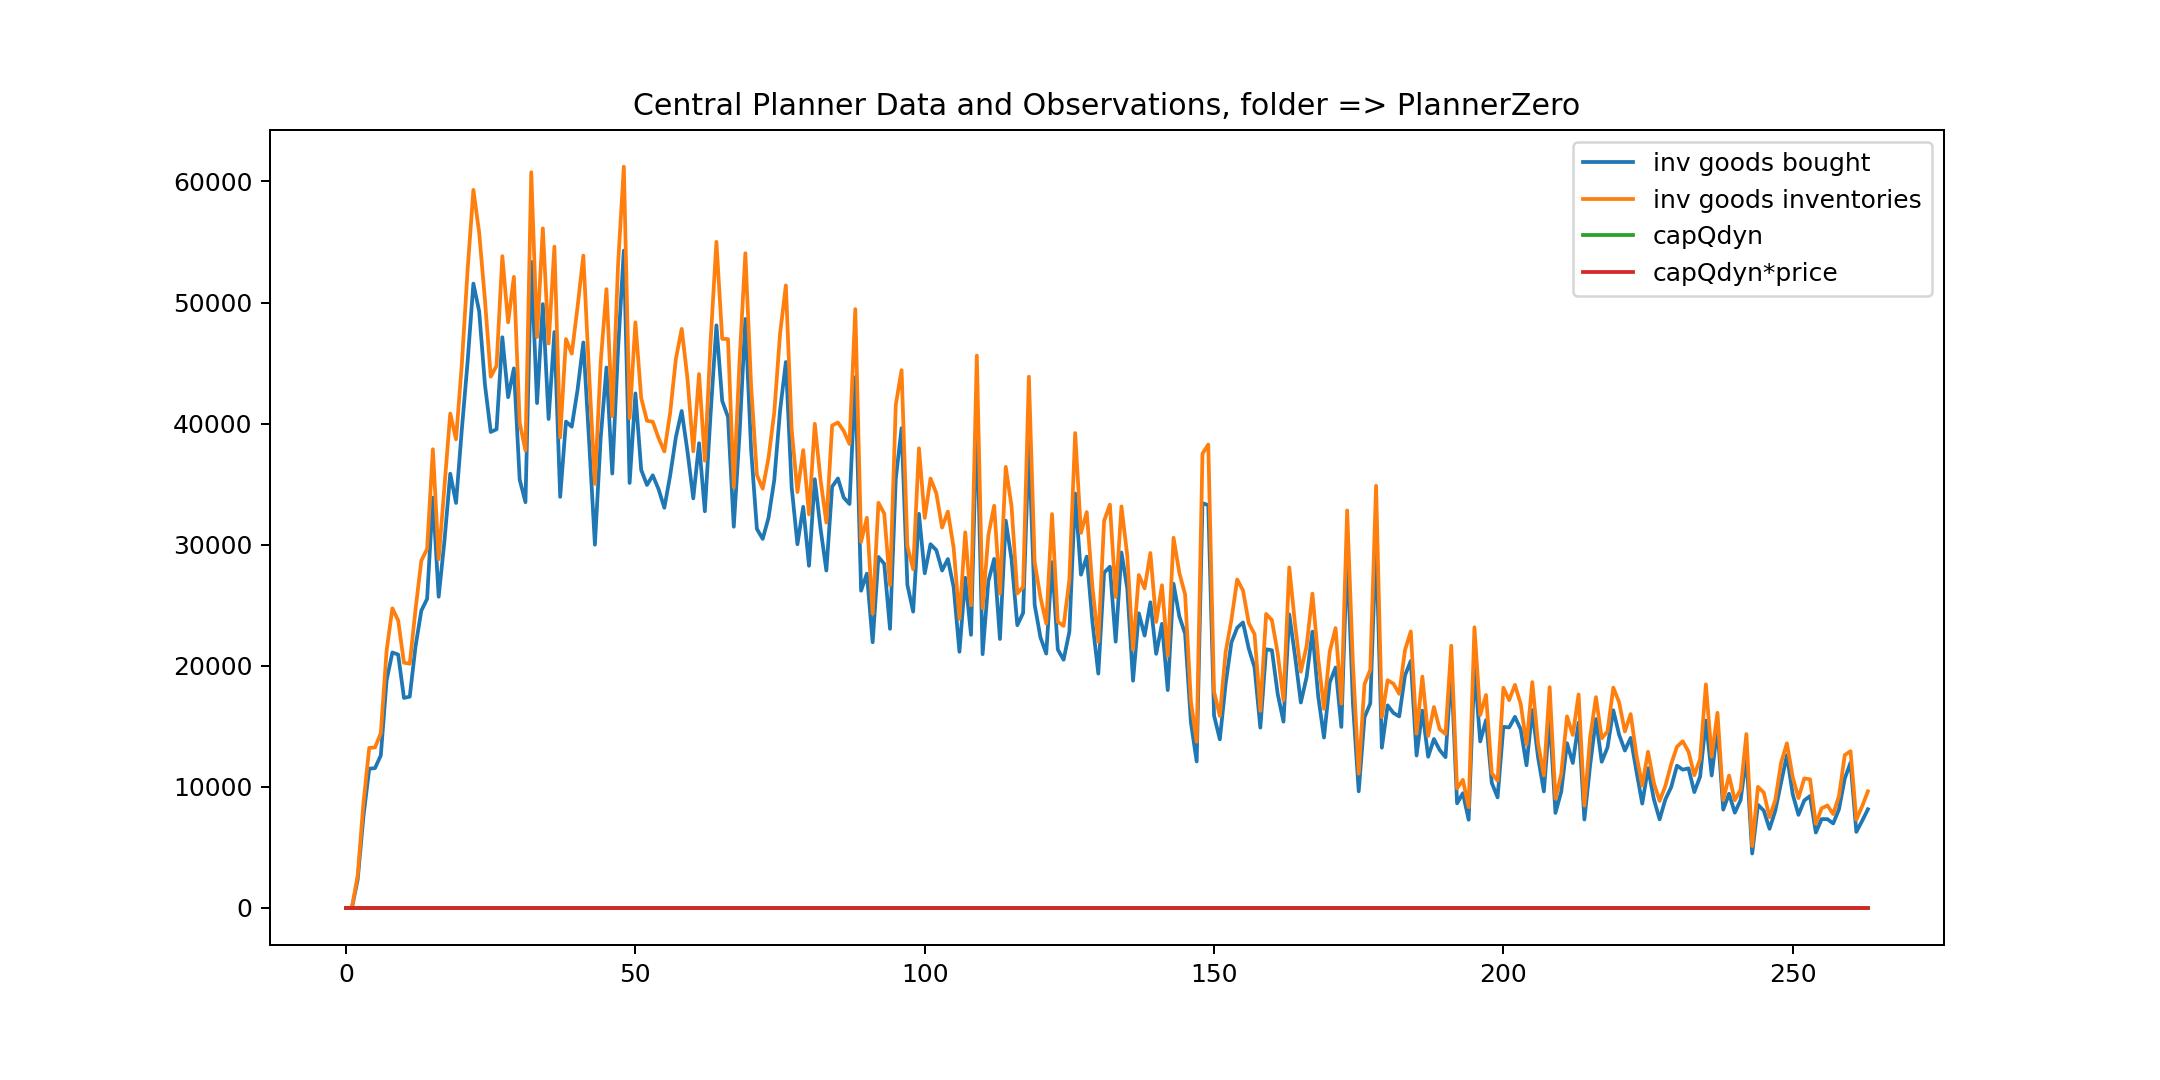 Central Planner Data and Observations, folder => PlannerZero
inv goods bought
inv goods inventories
capQdyn
capQdyn*price
60000
50000
40000
30000
20000
10000
0
0 50 100 150 200 250